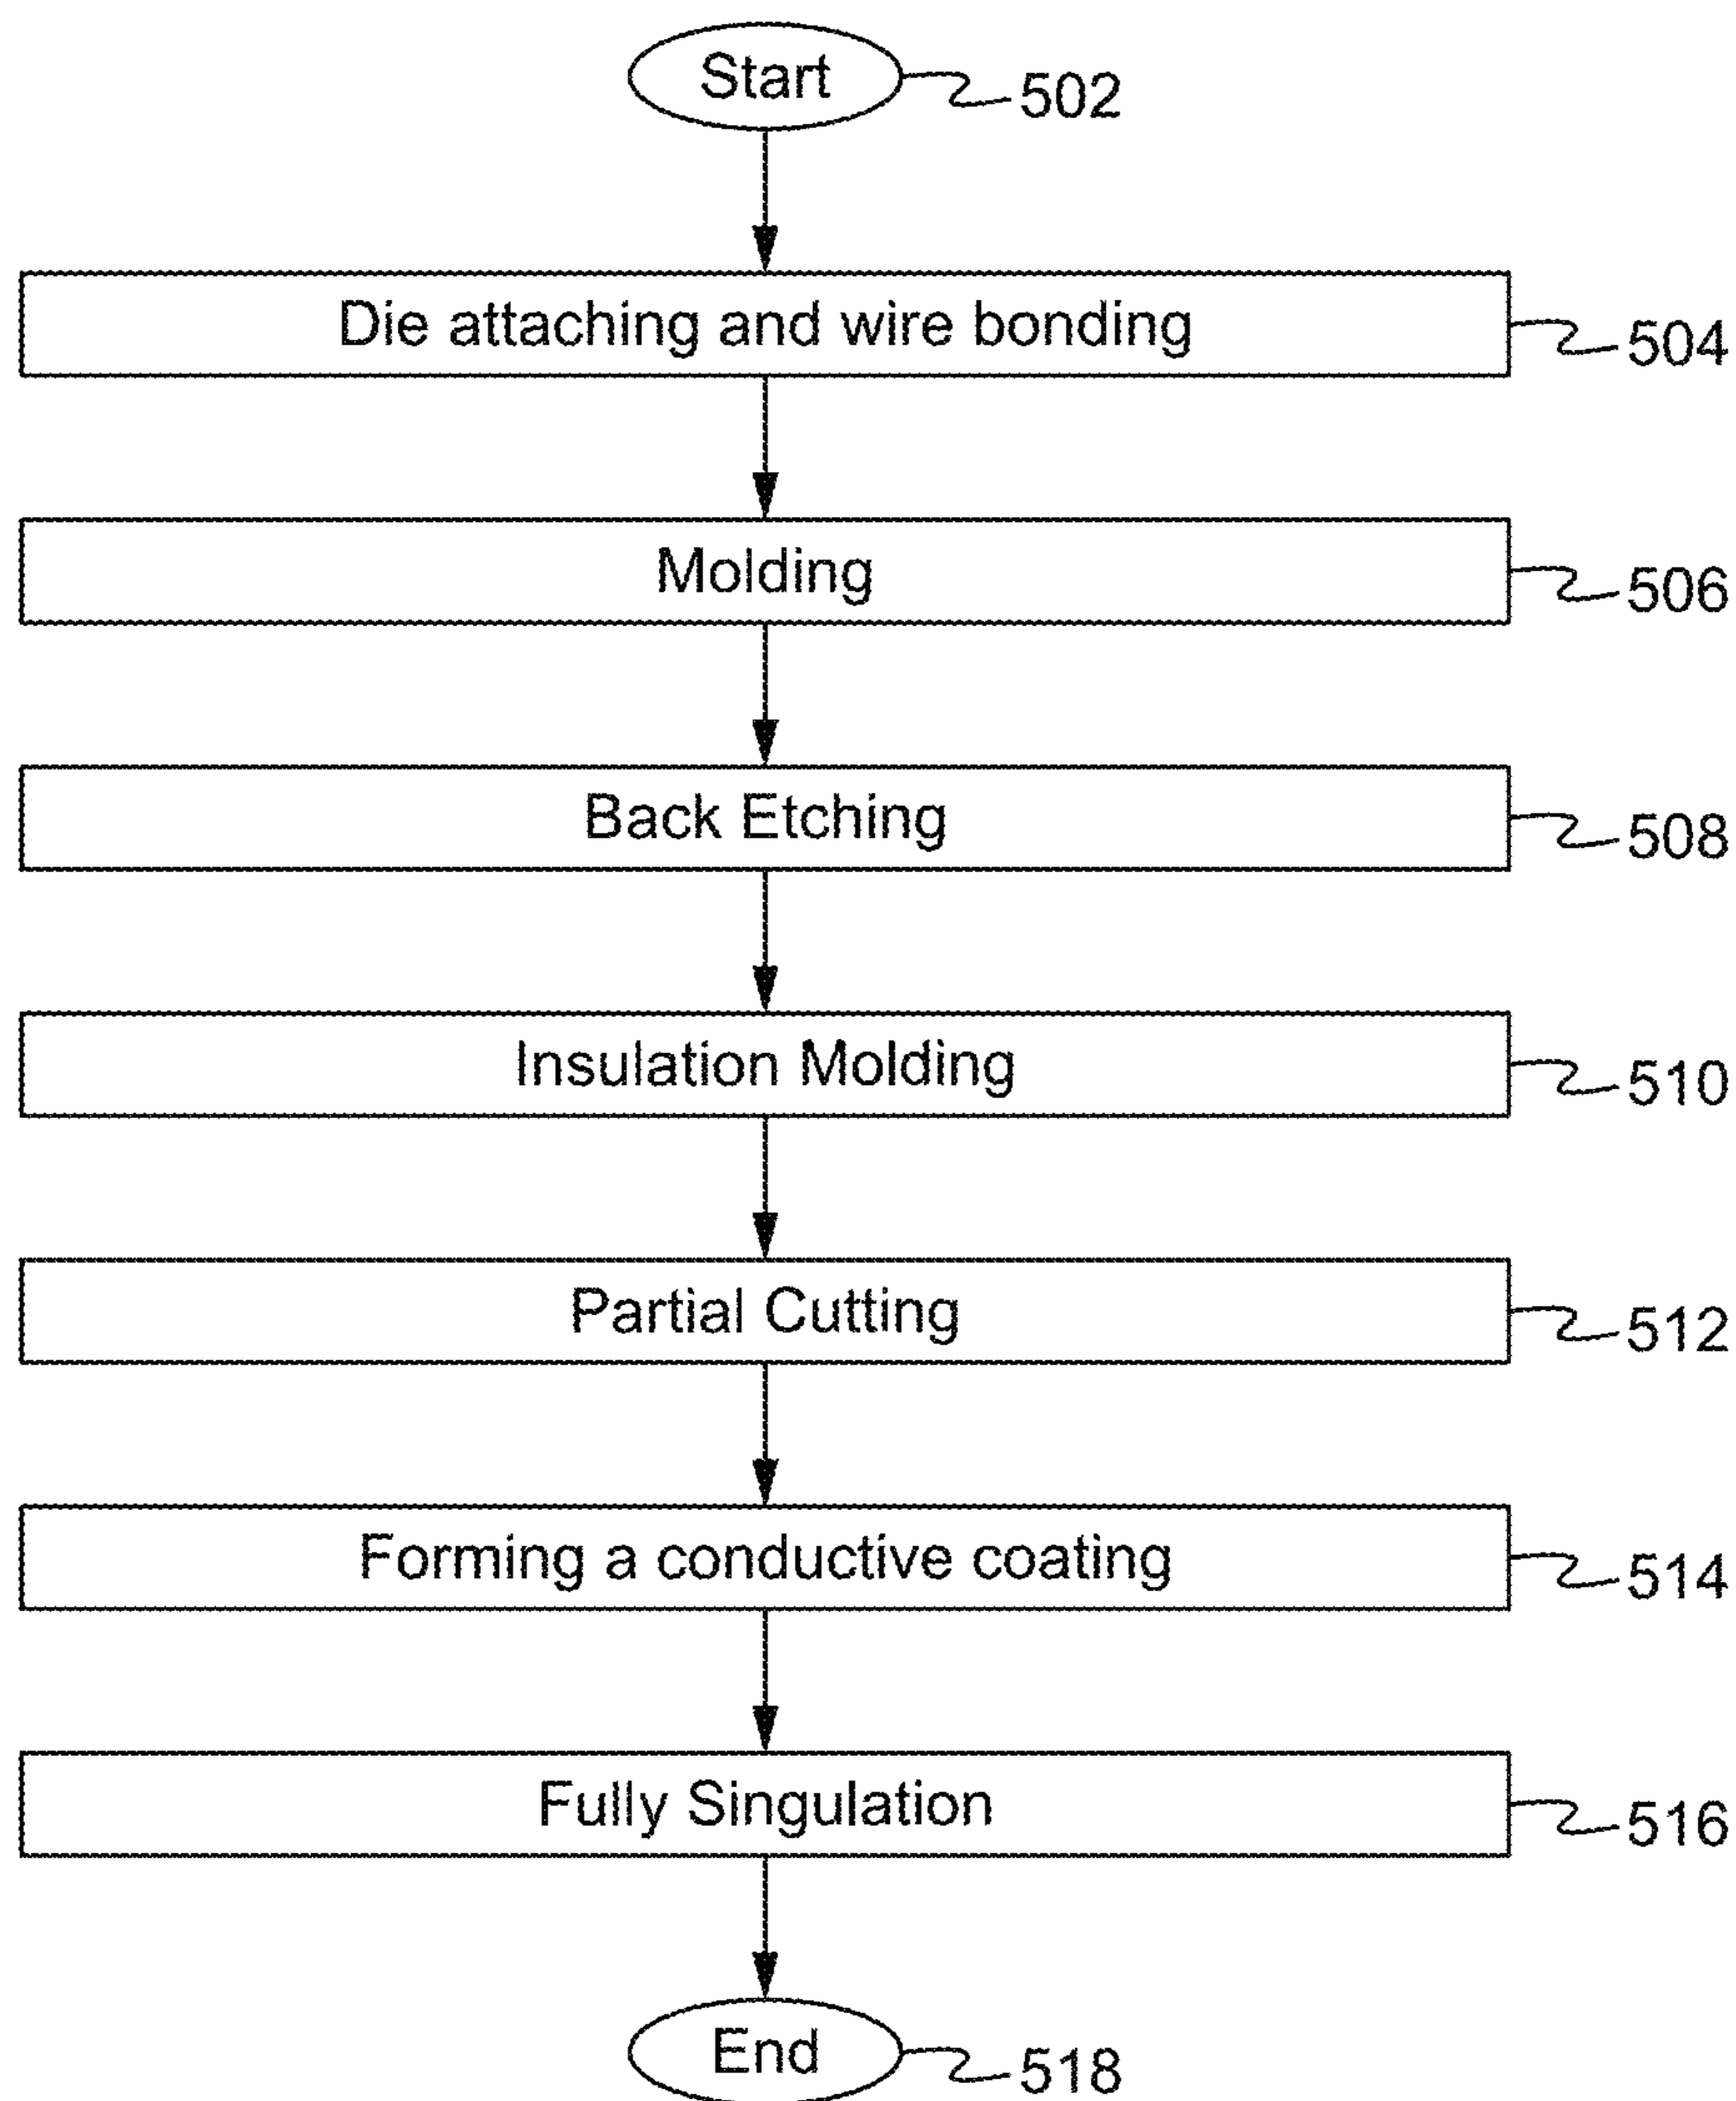 Start
502
Die attaching and wire bonding
504
Molding
506
Back Etching
508
Insulation Molding
510
Partial Cutting
512
Forming a conductive coating
514
Fully Singulation
516
End
518